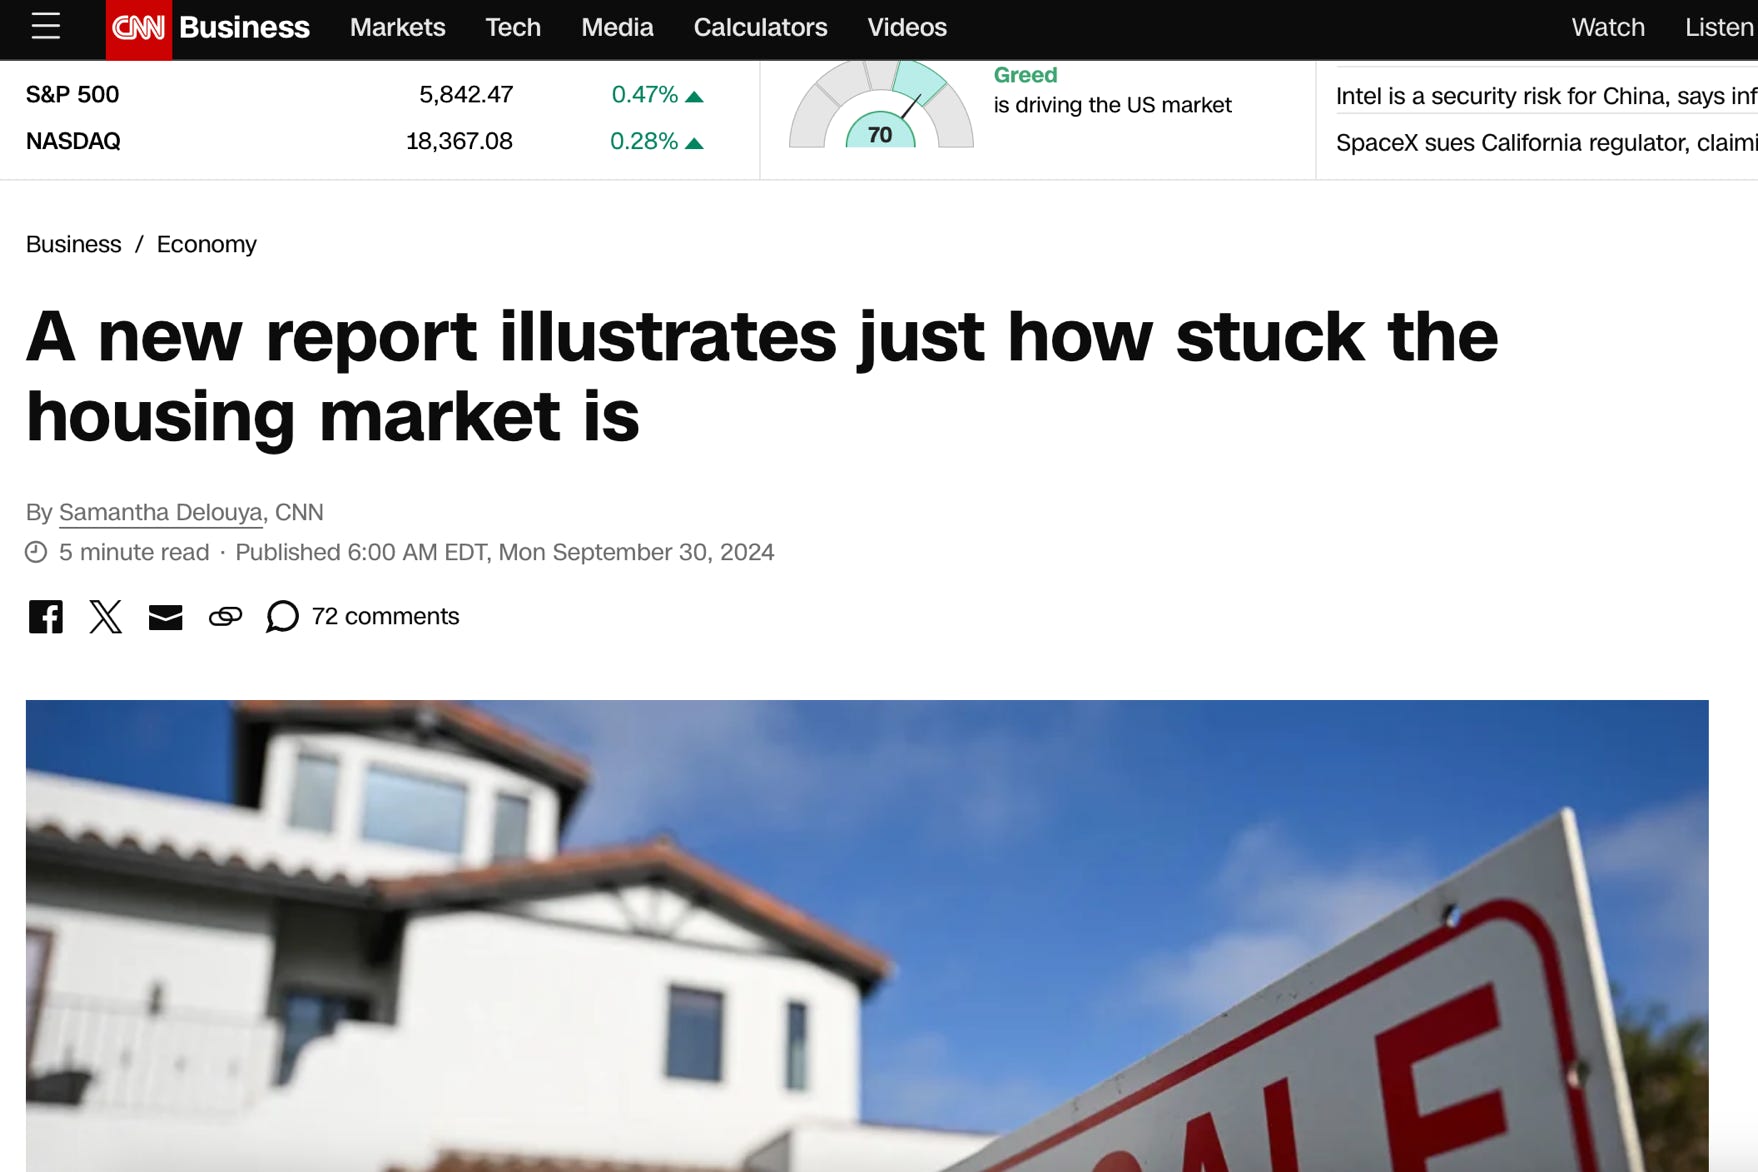 CNN Business Markets Tech Media Calculators Videos Watch Listen
S&P 500 5,842.47 0.47%
NASDAQ 18,367.08 0.28%
70
Greed
is driving the US market
Intel is a security risk for China, says inf
SpaceX sues California regulator, claimi
Business / Economy
A new report illustrates just how stuck the
housing market is
By Samantha Delouya, CNN
5 minute read · Published 6:00 AM EDT, Mon September 30, 2024
72 comments
SALE